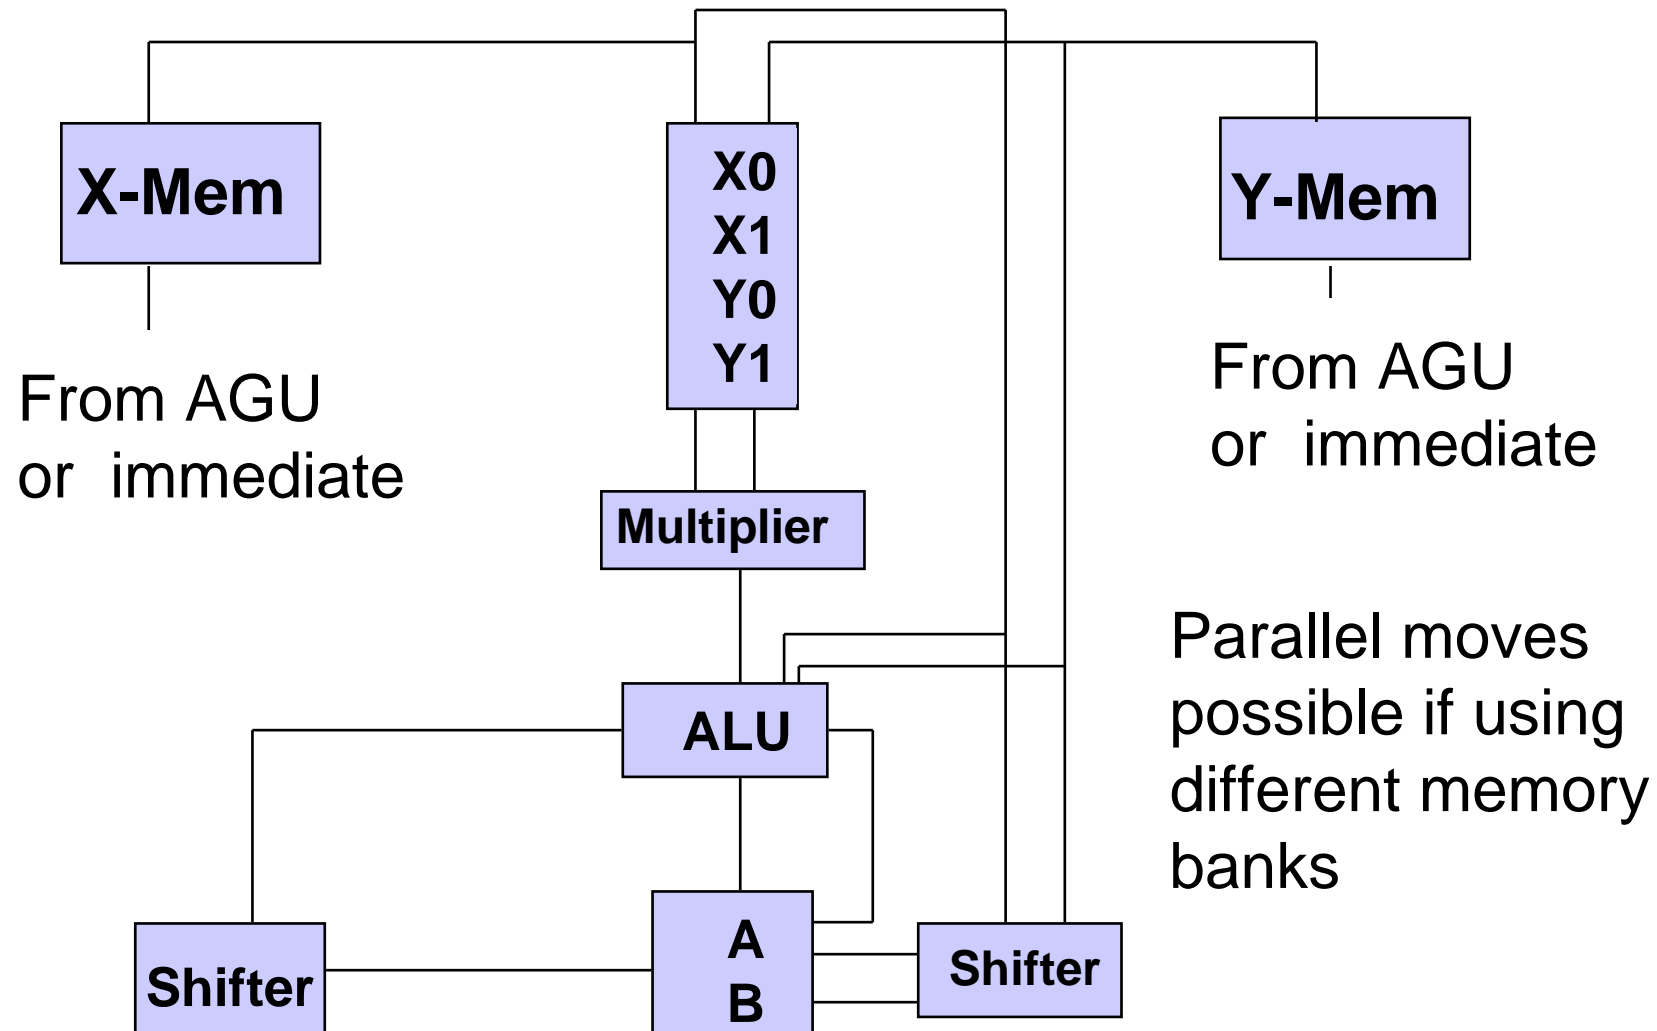 X-Mem
X0
X1
Y0
Y1
Y-Mem
From AGU
or immediate
From AGU
or immediate
Multiplier
Parallel moves
possible if using
different memory
banks
ALU
Shifter
A
B
Shifter